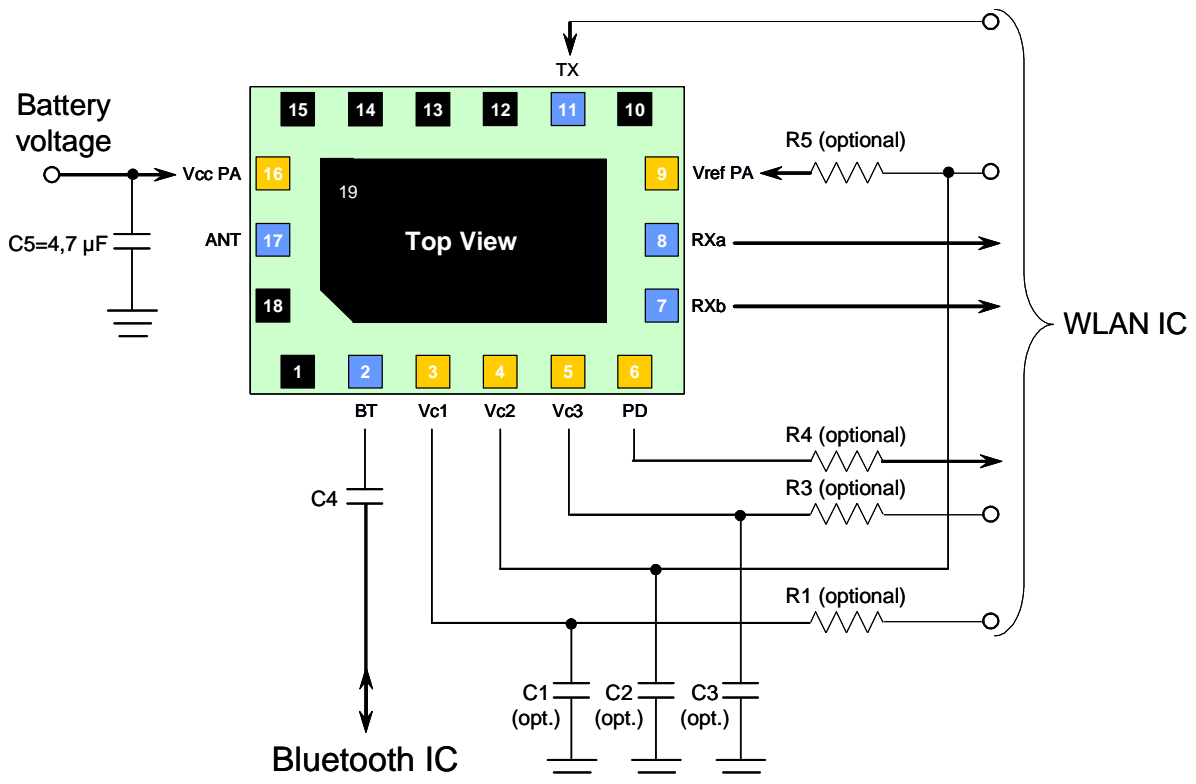 TX
15
14
13
12
11
10
Battery
voltage
R5 (optional)
Vcc PA
16
9
Vref PA
19
C5=4,7 µF
ANT
17
Top View
8
RXa
18
7
RXb
WLAN IC
1
2
3
4
5
6
BT
Vc1
Vc2
Vc3
PD
R4 (optional)
C4
R3 (optional)
R1 (optional)
C1
(opt.)
C2
(opt.)
C3
(opt.)
Bluetooth IC